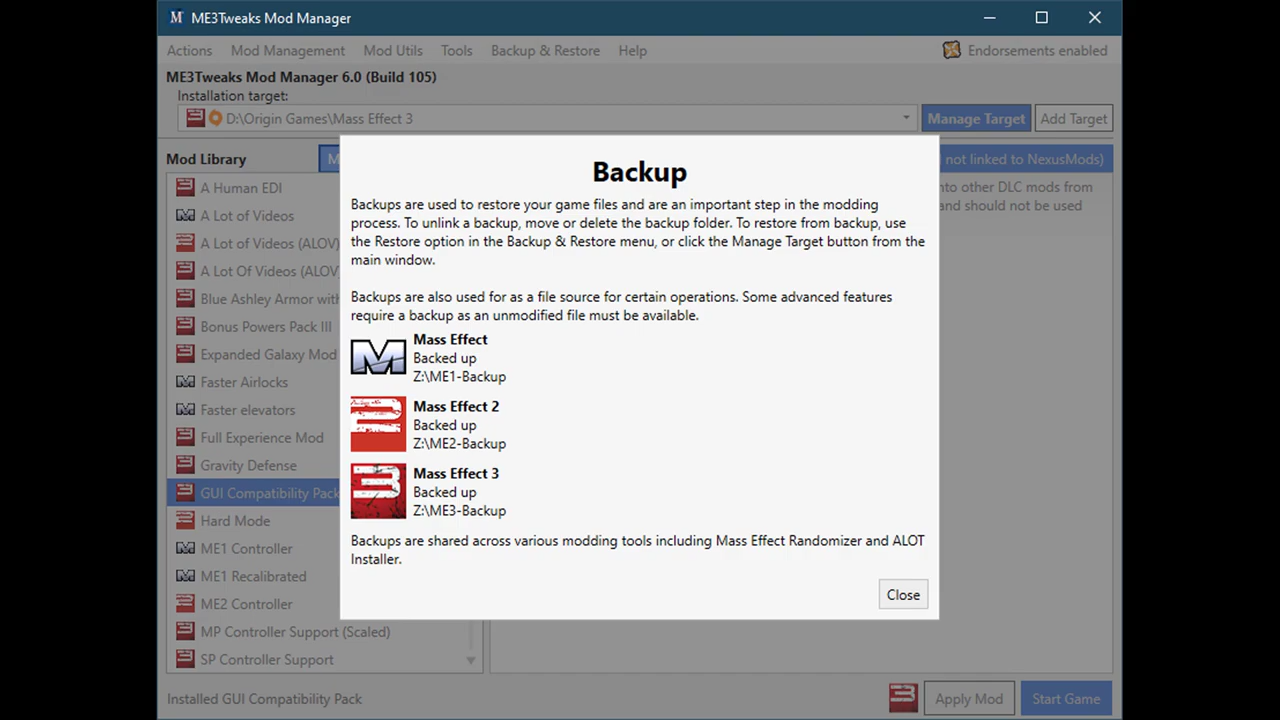 ME3Tweaks Mod Manager
Actions Mod Management Mod Utils Tools Backup & Restore Help Endorsements enabled
ME3Tweaks Mod Manager 6.0 (Build 105)
Installation target:
D:\Origin Games\Mass Effect 3 Manage Target Add Target
Mod Library M not linked to NexusMods)
A Human EDI
A Lot of Videos
A Lot of Videos (ALOV)
A Lot Of Videos (ALOV)
Blue Ashley Armor with
Bonus Powers Pack III
Expanded Galaxy Mod
Faster Airlocks
Faster elevators
Full Experience Mod
Gravity Defense
GUI Compatibility Pack
Hard Mode
ME1 Controller
ME1 Recalibrated
ME2 Controller
MP Controller Support (Scaled)
SP Controller Support
nto other DLC mods from
and should not be used
Backup
Backups are used to restore your game files and are an important step in the modding
process. To unlink a backup, move or delete the backup folder. To restore from backup, use
the Restore option in the Backup & Restore menu, or click the Manage Target button from the
main window.
Backups are also used for as a file source for certain operations. Some advanced features
require a backup as an unmodified file must be available.
Mass Effect
Backed up
Z:\ME1-Backup
Mass Effect 2
Backed up
Z:\ME2-Backup
Mass Effect 3
Backed up
Z:\ME3-Backup
Backups are shared across various modding tools including Mass Effect Randomizer and ALOT
Installer.
Close
Installed GUI Compatibility Pack Apply Mod Start Game